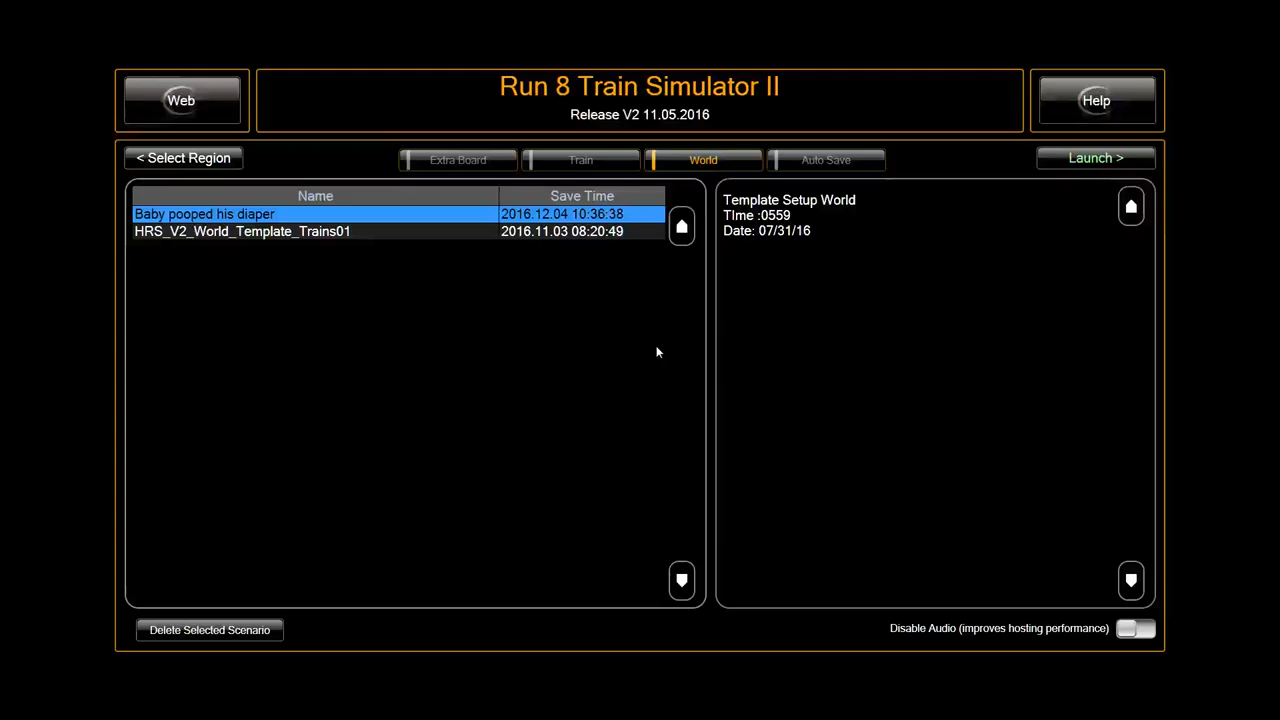 Web
Run 8 Train Simulator II
Release V2 11.05.2016
Help
< Select Region
Extra Board
Train
World
Auto Save
Launch >
Name Save Time
Baby pooped his diaper 2016.12.04 10:36:38
HRS_V2_World_Template_Trains01 2016.11.03 08:20:49
Template Setup World
TIme :0559
Date: 07/31/16
Delete Selected Scenario
Disable Audio (improves hosting performance)